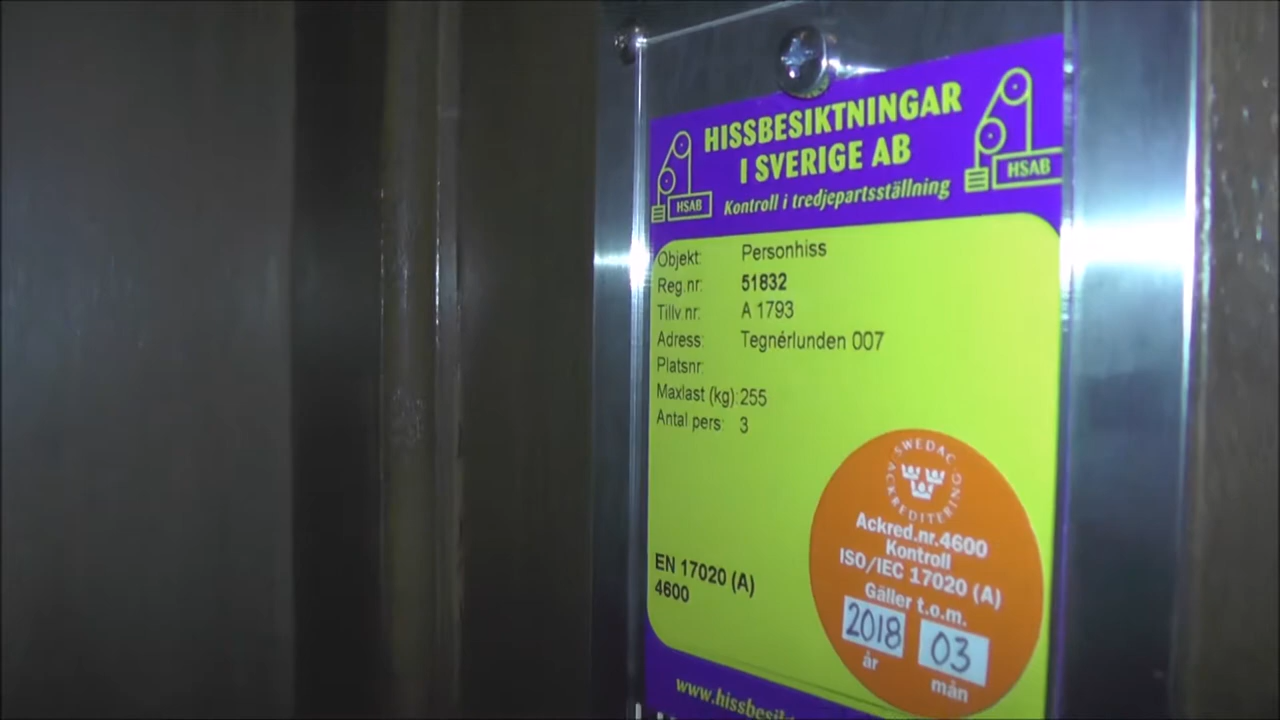 HISSBESIKTNINGAR
I SVERIGE AB
Kontroll i tredjepartsställning
HSAB
HSAB
Objekt: Personhiss
Reg.nr: 51832
Tillv.nr: A 1793
Adress: Tegnérlunden 007
Platsnr:
Maxlast (kg): 255
Antal pers: 3
EN 17020 (A)
4600
SWEDAC
ACKREDITERING
Ackred.nr.4600
Kontroll
ISO/IEC 17020 (A)
Gäller t.o.m.
2018 03
år mån